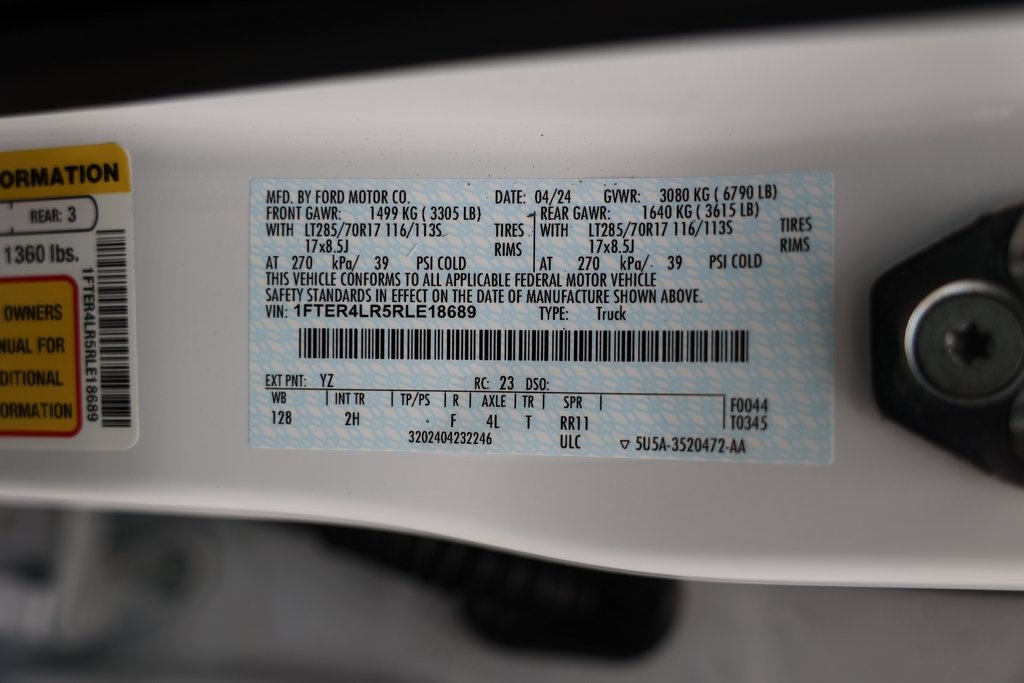 ORMATION
REAR: 3
1360 lbs.
OWNERS
NUAL FOR
DITIONAL
ORMATION
1FTER4LR5RLE18689
MFD. BY FORD MOTOR CO. DATE: 04/24 GVWR: 3080 KG ( 6790 LB)
FRONT GAWR: 1499 KG ( 3305 LB) REAR GAWR: 1640 KG ( 3615 LB)
WITH LT285/70R17 116/113S TIRES WITH LT285/70R17 116/113S TIRES
17x8.5J RIMS 17x8.5J RIMS
AT 270 kPa/ 39 PSI COLD AT 270 kPa/ 39 PSI COLD
THIS VEHICLE CONFORMS TO ALL APPLICABLE FEDERAL MOTOR VEHICLE
SAFETY STANDARDS IN EFFECT ON THE DATE OF MANUFACTURE SHOWN ABOVE.
VIN: 1FTER4LR5RLE18689 TYPE: Truck
EXT PNT: YZ RC: 23 DSO:
WB INT TR TP/PS R AXLE TR SPR F0044
128 2H F 4L T RR11 T0345
3202404232246 ULC ▽ 5U5A-3520472-AA